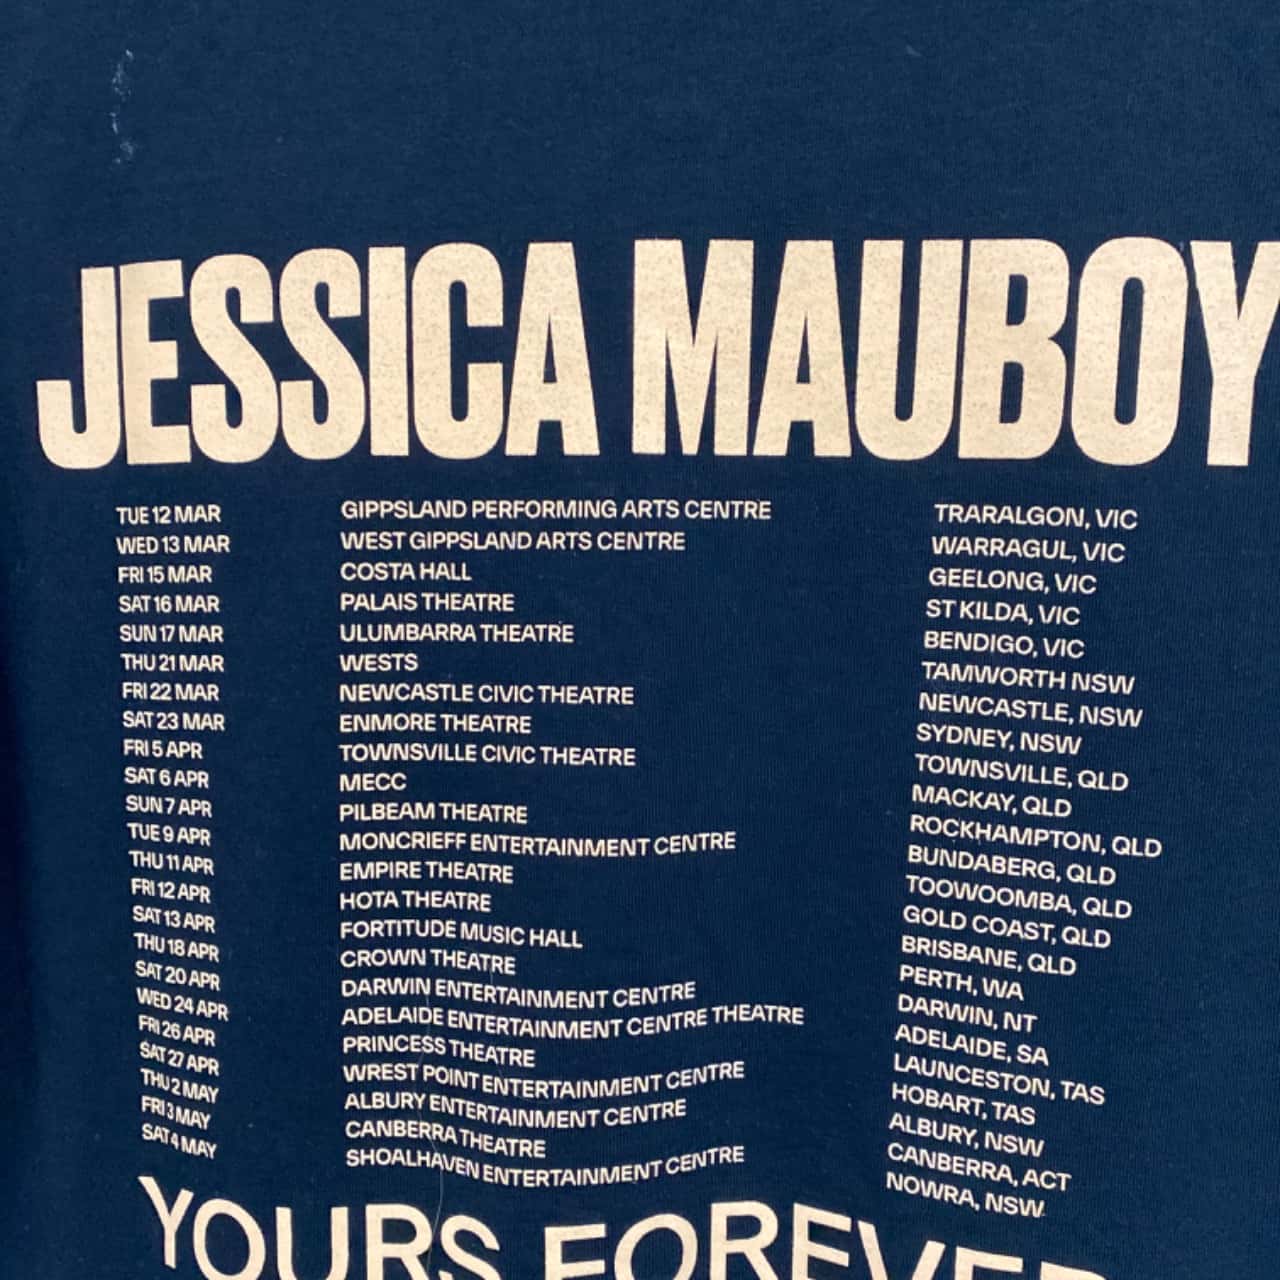 JESSICA MAUBOY
TUE 12 MAR GIPPSLAND PERFORMING ARTS CENTRE TRARALGON, VIC
WED 13 MAR WEST GIPPSLAND ARTS CENTRE WARRAGUL, VIC
FRI 15 MAR COSTA HALL GEELONG, VIC
SAT 16 MAR PALAIS THEATRE ST KILDA, VIC
SUN 17 MAR ULUMBARRA THEATRE BENDIGO, VIC
THU 21 MAR WESTS TAMWORTH NSW
FRI 22 MAR NEWCASTLE CIVIC THEATRE NEWCASTLE, NSW
SAT 23 MAR ENMORE THEATRE SYDNEY, NSW
FRI 5 APR TOWNSVILLE CIVIC THEATRE TOWNSVILLE, QLD
SAT 6 APR MECC MACKAY, QLD
SUN 7 APR PILBEAM THEATRE ROCKHAMPTON, QLD
TUE 9 APR MONCRIEFF ENTERTAINMENT CENTRE BUNDABERG, QLD
THU 11 APR EMPIRE THEATRE TOOWOOMBA, QLD
FRI 12 APR HOTA THEATRE GOLD COAST, QLD
SAT 13 APR FORTITUDE MUSIC HALL BRISBANE, QLD
THU 18 APR CROWN THEATRE PERTH, WA
SAT 20 APR DARWIN ENTERTAINMENT CENTRE DARWIN, NT
WED 24 APR ADELAIDE ENTERTAINMENT CENTRE THEATRE ADELAIDE, SA
FRI 26 APR PRINCESS THEATRE LAUNCESTON, TAS
SAT 27 APR WREST POINT ENTERTAINMENT CENTRE HOBART, TAS
THU 2 MAY ALBURY ENTERTAINMENT CENTRE ALBURY, NSW
FRI 3 MAY CANBERRA THEATRE CANBERRA, ACT
SAT 4 MAY SHOALHAVEN ENTERTAINMENT CENTRE NOWRA, NSW
YOURS FOREVER